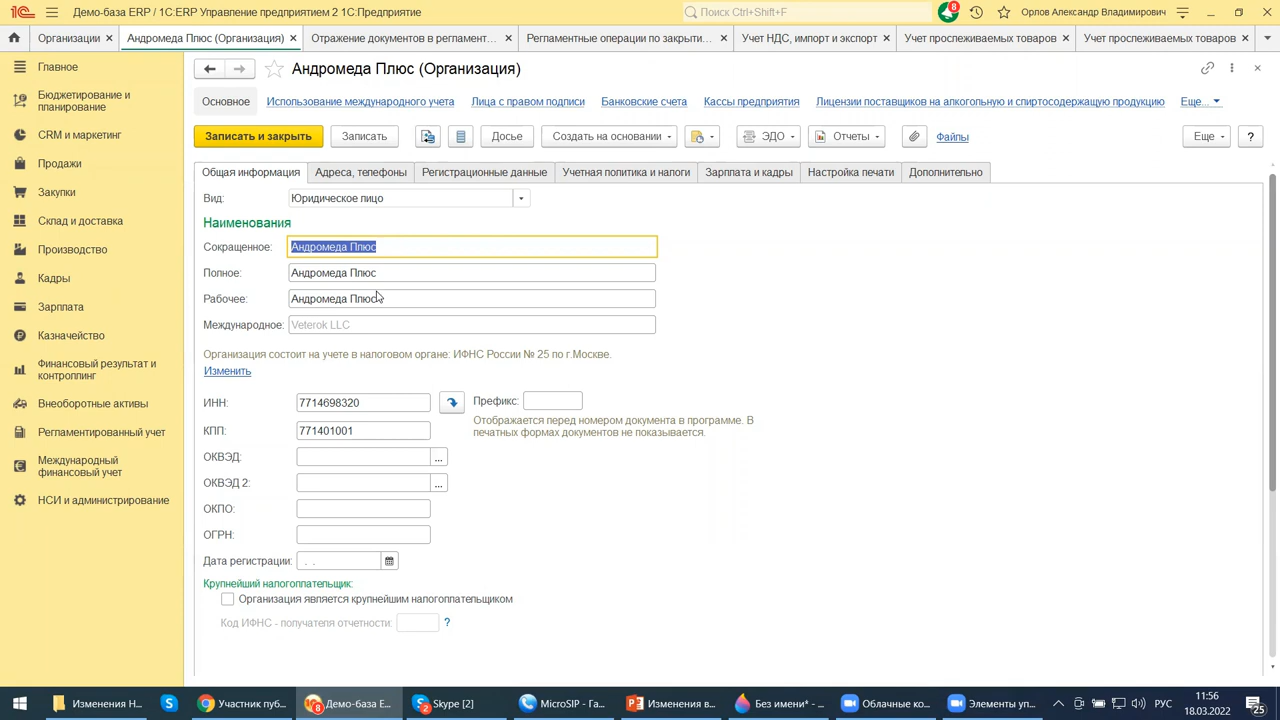 Демо-база ERP / 1С:ERP Управление предприятием 2 1С:Предприятие
Поиск Ctrl+Shift+F
8
Орлов Александр Владимирович
Организации
Андромеда Плюс (Организация)
Отражение документов в регламент...
Регламентные операции по закрыти...
Учет НДС, импорт и экспорт
Учет прослеживаемых товаров
Учет прослеживаемых товаров
Главное
Бюджетирование и
планирование
CRM и маркетинг
Продажи
Закупки
Склад и доставка
Производство
Кадры
Зарплата
Казначейство
Финансовый результат и
контроллинг
Внеоборотные активы
Регламентированный учет
Международный
финансовый учет
НСИ и администрирование
Андромеда Плюс (Организация)
Основное
Использование международного учета
Лица с правом подписи
Банковские счета
Кассы предприятия
Лицензии поставщиков на алкогольную и спиртосодержащую продукцию
Еще...
Записать и закрыть
Записать
Досье
Создать на основании
ЭДО
Отчеты
Файлы
Еще
?
Общая информация
Адреса, телефоны
Регистрационные данные
Учетная политика и налоги
Зарплата и кадры
Настройка печати
Дополнительно
Вид: Юридическое лицо
Наименования
Сокращенное: Андромеда Плюс
Полное: Андромеда Плюс
Рабочее: Андромеда Плюс
Международное: Veterok LLC
Организация состоит на учете в налоговом органе: ИФНС России № 25 по г.Москве.
Изменить
ИНН: 7714698320
Префикс:
Отображается перед номером документа в программе. В
печатных формах документов не показывается.
КПП: 771401001
ОКВЭД: ...
ОКВЭД 2: ...
ОКПО:
ОГРН:
Дата регистрации: . .
Крупнейший налогоплательщик:
Организация является крупнейшим налогоплательщиком
Код ИФНС - получателя отчетности: ?
Изменения Н...
Участник пуб...
8
Демо-база E...
2
Skype [2]
MicroSIP - Га...
Изменения в...
Без имени* - ...
Облачные ко...
Элементы уп...
РУС
11:56
18.03.2022
25